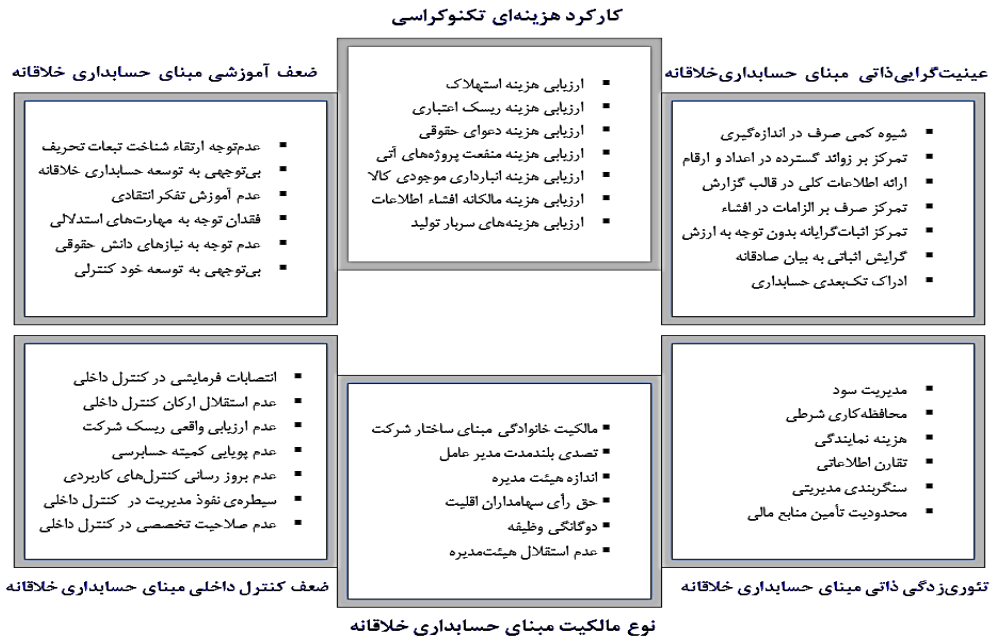 کارکرد هزینه‌ای تکنوکراسی
ارزیابی هزینه استهلاک
ارزیابی هزینه ریسک اعتباری
ارزیابی هزینه دعوای حقوقی
ارزیابی هزینه منفعت پروژه‌های آتی
ارزیابی هزینه انبارداری موجودی کالا
ارزیابی هزینه مالکانه افشاء اطلاعات
ارزیابی هزینه‌های سربار تولید
عینیت‌گرایی‌ذاتی مبنای حسابداری‌خلاقانه
شیوه کمی صرف در اندازه‌گیری
تمرکز بر زوائد گسترده در اعداد و ارقام
ارائه اطلاعات کلی در قالب گزارش
تمرکز صرف بر الزامات در افشاء
تمرکز اثبات‌گرایانه بدون توجه به ارزش
گرایش اثباتی به بیان صادقانه
ادراک تک‌بعدی حسابداری
ضعف آموزشی مبنای حسابداری خلاقانه
عدم‌توجه ارتقاء شناخت تبعات تحریف
بی‌توجهی به توسعه حسابداری خلاقانه
عدم آموزش تفکر انتقادی
فقدان توجه به مهارت‌های استدلالی
عدم توجه به نیازهای دانش حقوقی
بی‌توجهی به توسعه خود کنترلی
مدیریت سود
محافظه‌کاری شرطی
هزینه نمایندگی
تقارن اطلاعاتی
سنگربندی مدیریتی
محدودیت تأمین منابع مالی
تئوری‌زدگی ذاتی مبنای حسابداری خلاقانه
مالکیت خانوادگی مبنای ساختار شرکت
تصدی بلندمدت مدیر عامل
اندازه هیئت مدیره
حق رأی سهامداران اقلیت
دوگانگی وظیفه
عدم استقلال هیئت‌مدیره
نوع مالکیت مبنای حسابداری خلاقانه
انتصابات فرمایشی در کنترل داخلی
عدم استقلال ارکان کنترل داخلی
عدم ارزیابی واقعی ریسک شرکت
عدم پویایی کمیته حسابرسی
عدم بروز رسانی کنترل‌های کاربردی
سیطره‌ی نفوذ مدیریت در کنترل داخلی
عدم صلاحیت تخصصی در کنترل داخلی
ضعف کنترل داخلی مبنای حسابداری خلاقانه